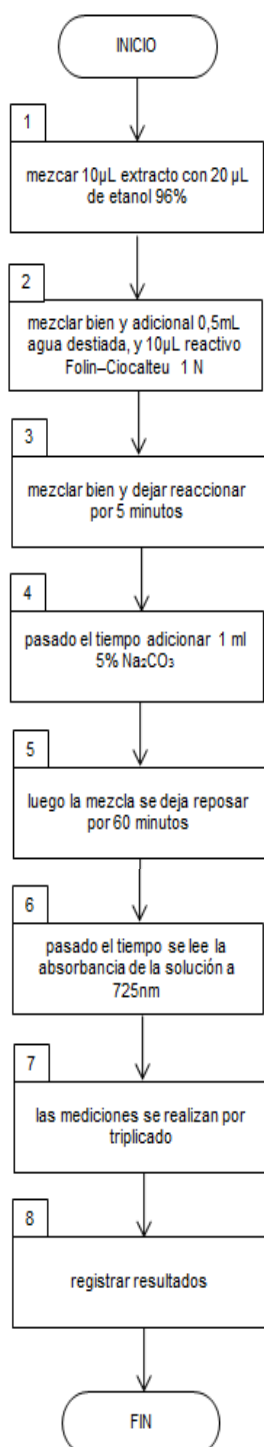 INICIO
1
mezcar 10µL extracto con 20 µL
de etanol 96%
2
mezclar bien y adicional 0,5mL
agua destiada, y 10µL reactivo
Folin–Ciocalteu 1 N
3
mezclar bien y dejar reaccionar
por 5 minutos
4
pasado el tiempo adicionar 1 ml
5% Na₂CO₃
5
luego la mezcla se deja reposar
por 60 minutos
6
pasado el tiempo se lee la
absorbancia de la solución a
725nm
7
las mediciones se realizan por
triplicado
8
registrar resultados
FIN